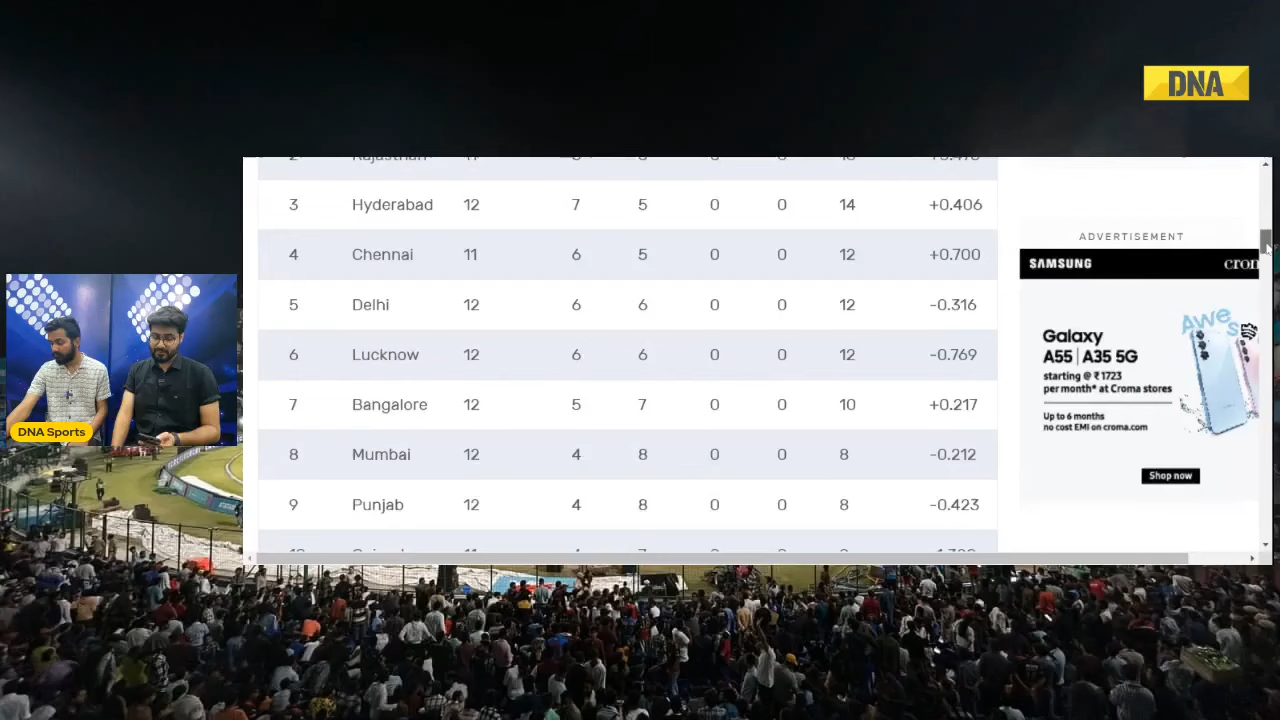 DNA
3 Hyderabad 12 7 5 0 0 14 +0.406
4 Chennai 11 6 5 0 0 12 +0.700
5 Delhi 12 6 6 0 0 12 -0.316
6 Lucknow 12 6 6 0 0 12 -0.769
7 Bangalore 12 5 7 0 0 10 +0.217
8 Mumbai 12 4 8 0 0 8 -0.212
9 Punjab 12 4 8 0 0 8 -0.423
ADVERTISEMENT
SAMSUNG
Galaxy
A55 | A35 5G
starting @ ₹ 1723
per month* at Croma stores
Up to 6 months
no cost EMI on croma.com
Shop now
DNA Sports